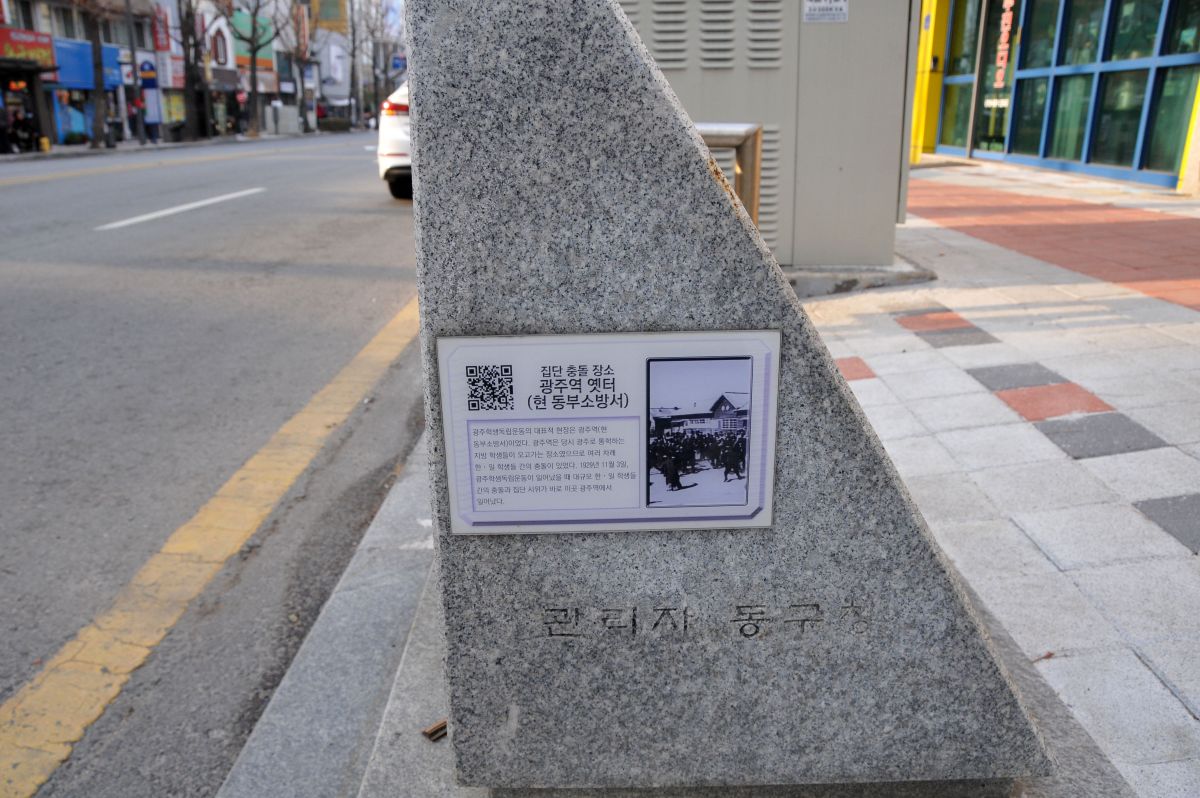 집단 충돌 장소
광주역 옛터
(현 동부소방서)
광주학생독립운동의 대표적 현장은 광주역(현
동부소방서)이었다. 광주역은 당시 광주로 통학하는
지방 학생들이 오고가는 장소였으므로 여러 차례
한·일 학생들 간의 충돌이 있었다. 1929년 11월 3일,
광주학생독립운동이 일어났을 때 대규모 한·일 학생들
간의 충돌과 집단 시위가 바로 이곳 광주역에서
일어났다.
관리자 동구청